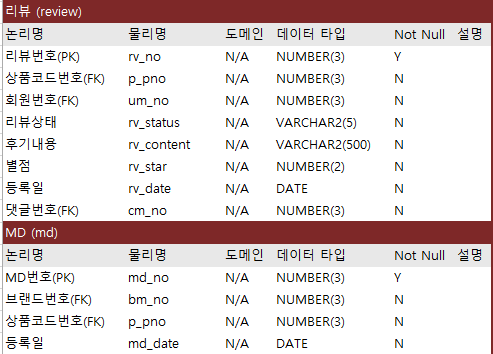 리뷰 (review)
논리명 물리명 도메인 데이터 타입 Not Null 설명
리뷰번호(PK) rv_no N/A NUMBER(3) Y
상품코드번호(FK) p_pno N/A NUMBER(3) N
회원번호(FK) um_no N/A NUMBER(3) N
리뷰상태 rv_status N/A VARCHAR2(5) N
후기내용 rv_content N/A VARCHAR2(500) N
별점 rv_star N/A NUMBER(2) N
등록일 rv_date N/A DATE N
댓글번호(FK) cm_no N/A NUMBER(3) N
MD (md)
논리명 물리명 도메인 데이터 타입 Not Null 설명
MD번호(PK) md_no N/A NUMBER(3) Y
브랜드번호(FK) bm_no N/A NUMBER(3) N
상품코드번호(FK) p_pno N/A NUMBER(3) N
등록일 md_date N/A DATE N